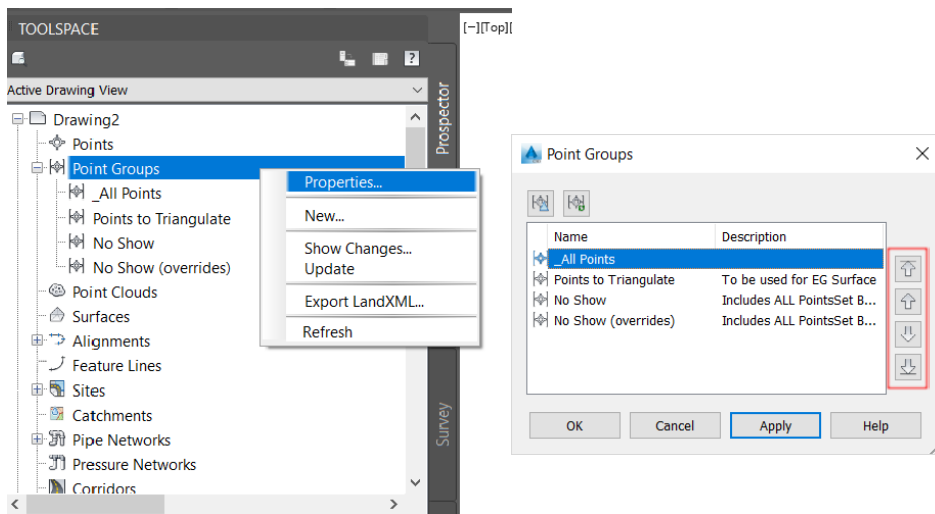 TOOLSPACE
[−][Top][
?
Active Drawing View
Drawing2
Points
Point Groups
_All Points
Points to Triangulate
No Show
No Show (overrides)
Point Clouds
Surfaces
Alignments
Feature Lines
Sites
Catchments
Pipe Networks
Pressure Networks
Corridors
Prospector
Survey
Properties...
New...
Show Changes...
Update
Export LandXML...
Refresh
Point Groups
Name Description
_All Points
Points to Triangulate To be used for EG Surface
No Show Includes ALL PointsSet B...
No Show (overrides) Includes ALL PointsSet B...
OK Cancel Apply Help